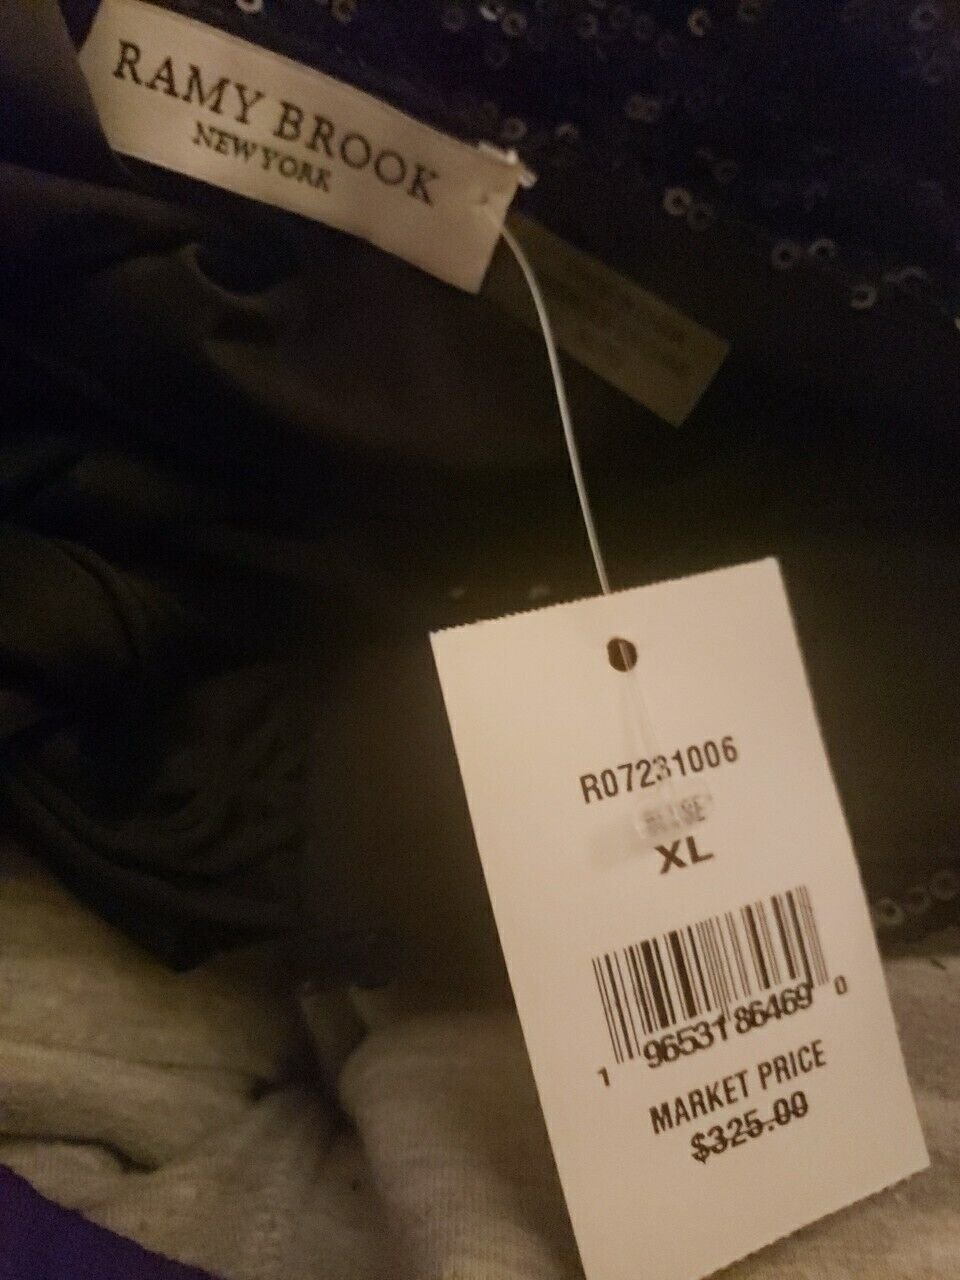 RAMY BROOK
NEW YORK
R07231006
XL
1 96531 86469 0
MARKET PRICE
$325.00